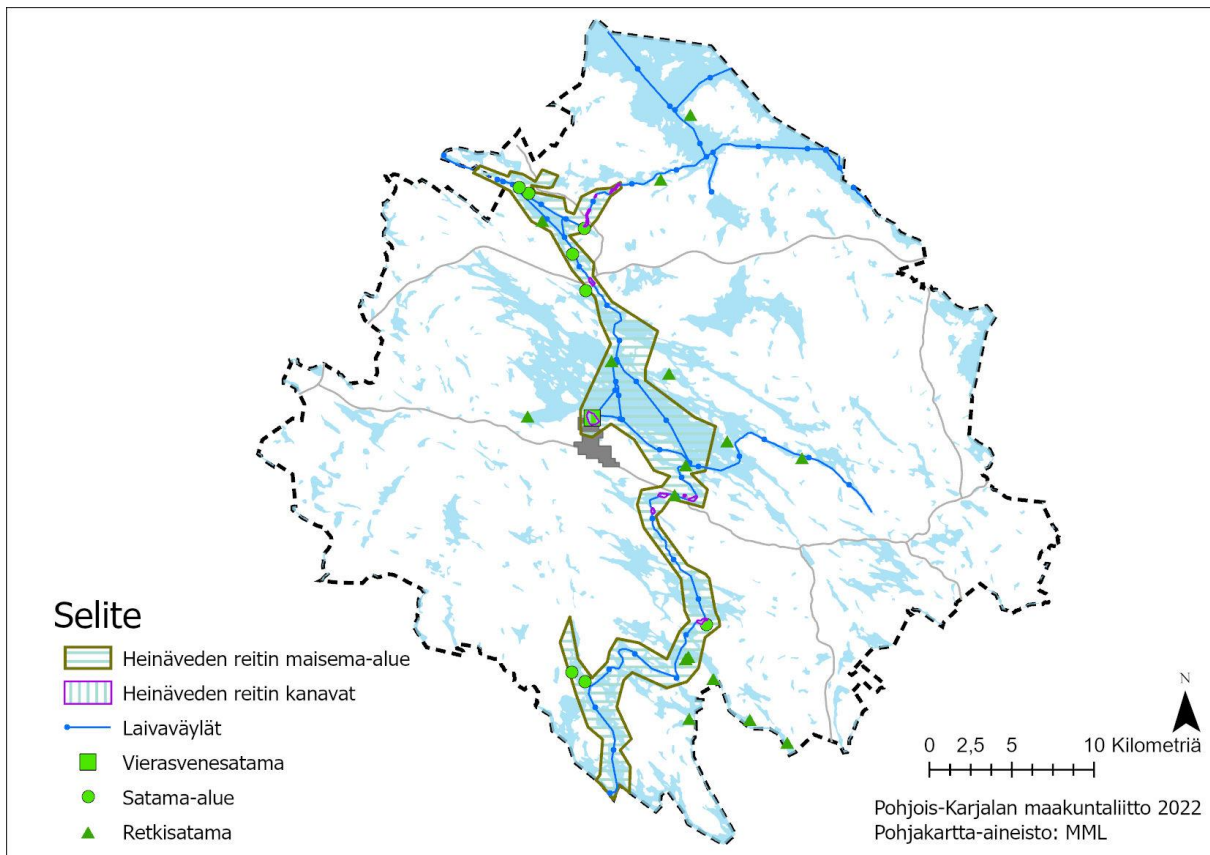 Selite
Heinäveden reitin maisema-alue
Heinäveden reitin kanavat
Laivaväylät
Vierasvenesatama
Satama-alue
Retkisatama
N
0 2,5 5 10 Kilometriä
Pohjois-Karjalan maakuntaliitto 2022
Pohjakartta-aineisto: MML